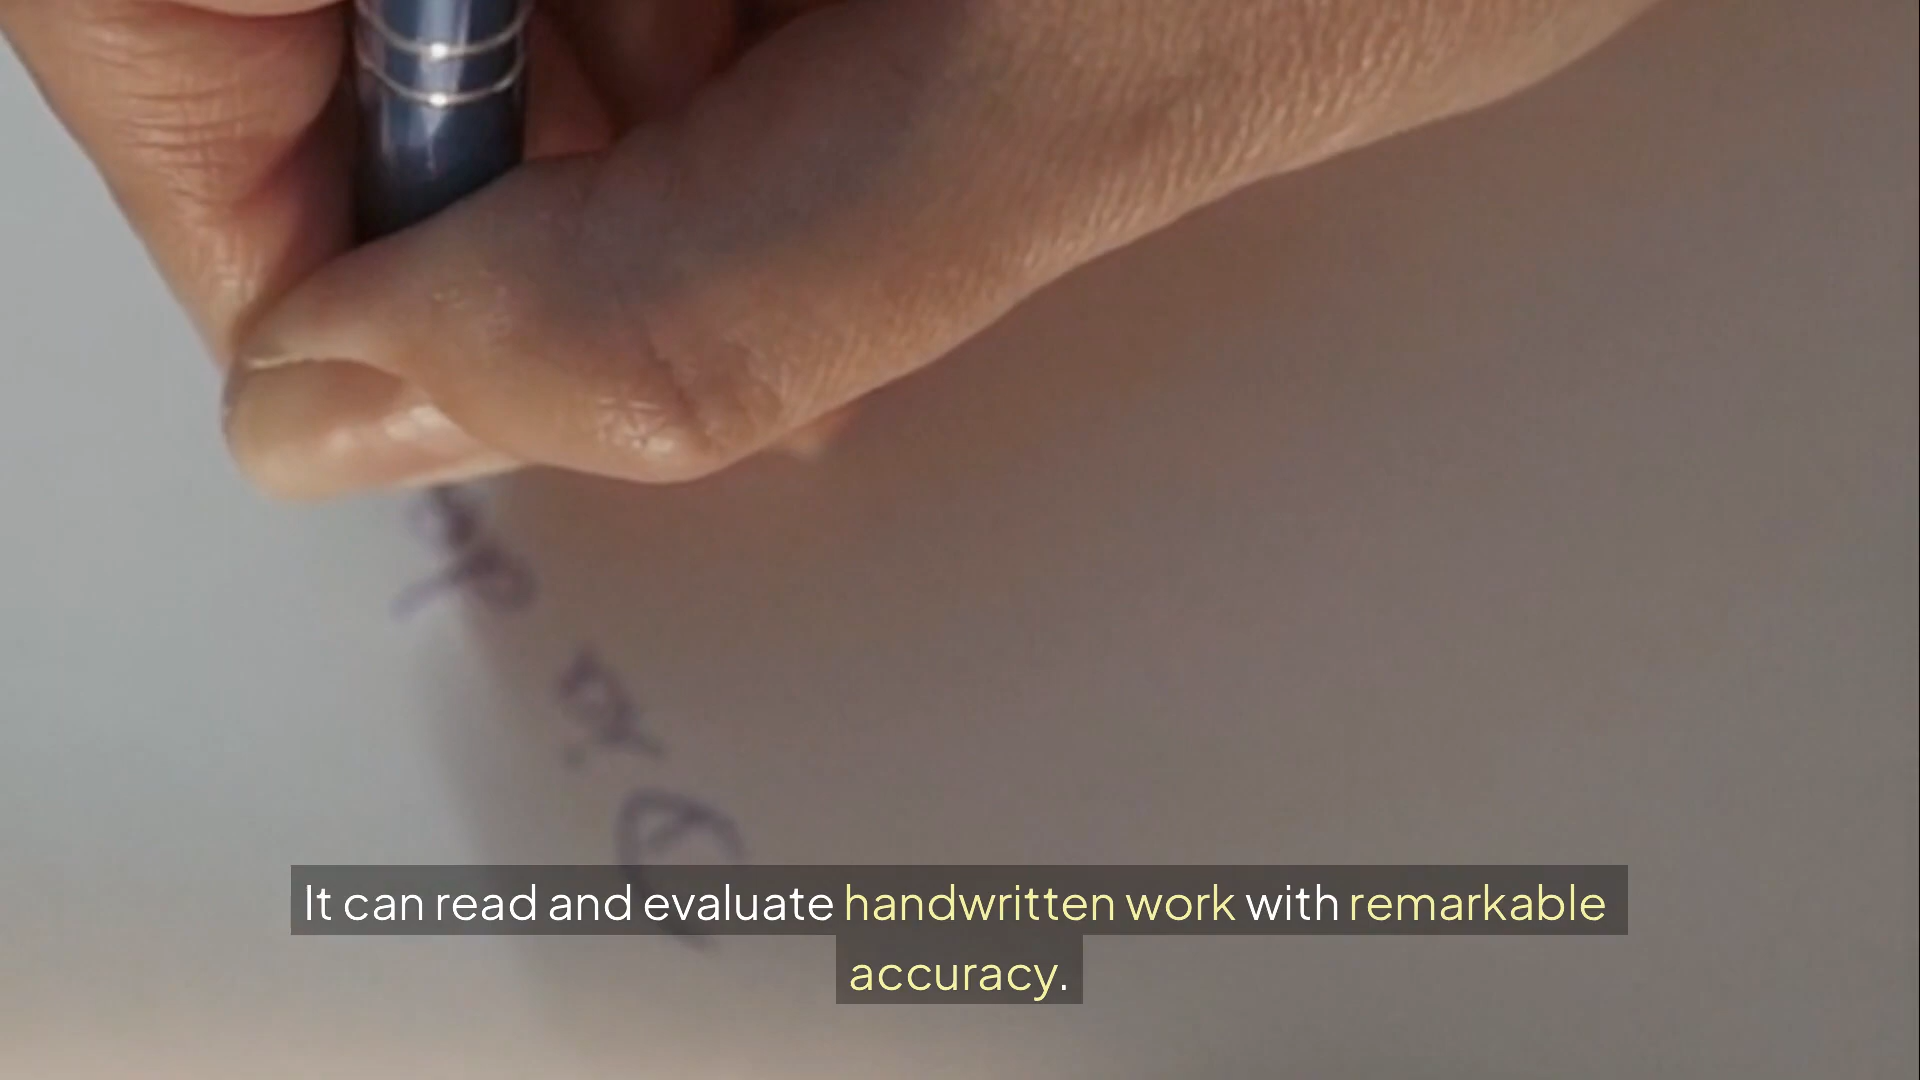 It can read and evaluate handwritten work with remarkable
accuracy.